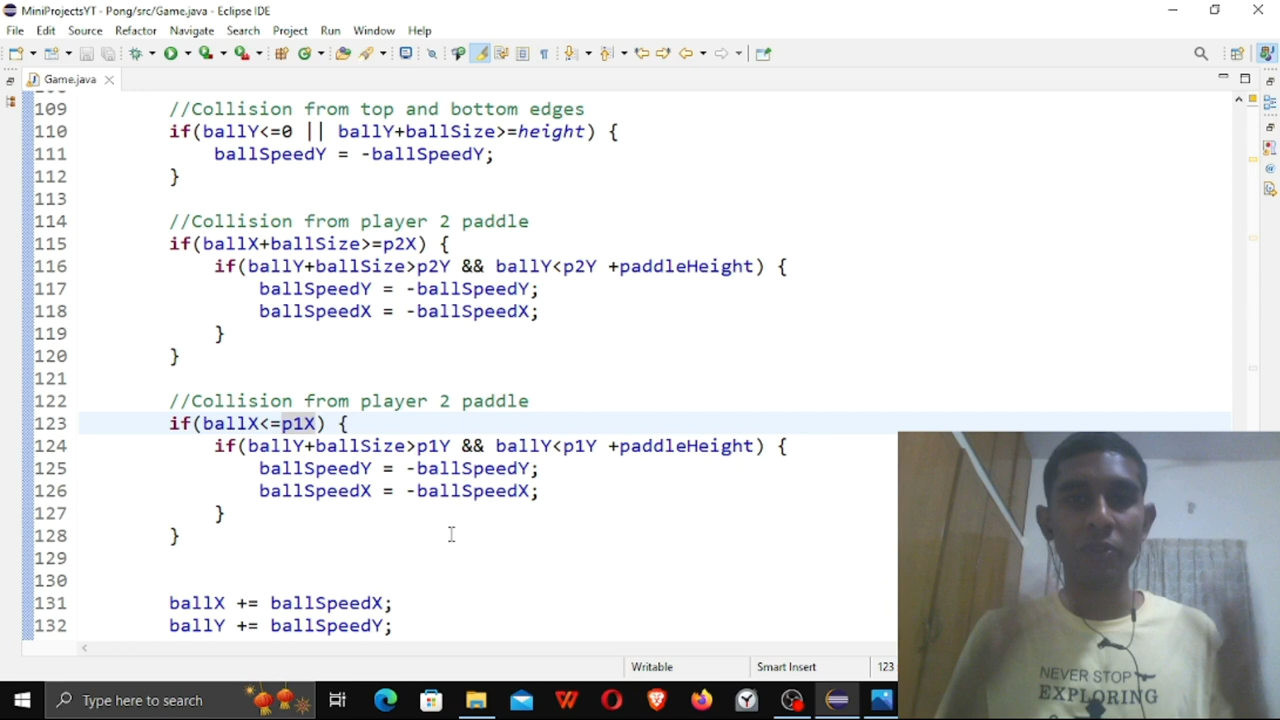 MiniProjectsYT - Pong/src/Game.java - Eclipse IDE
File Edit Source Refactor Navigate Search Project Run Window Help
Game.java
109 //Collision from top and bottom edges
110 if(ballY<=0 || ballY+ballSize>=height) {
111 ballSpeedY = -ballSpeedY;
112 }
113
114 //Collision from player 2 paddle
115 if(ballX+ballSize>=p2X) {
116 if(ballY+ballSize>p2Y && ballY<p2Y +paddleHeight) {
117 ballSpeedY = -ballSpeedY;
118 ballSpeedX = -ballSpeedX;
119 }
120 }
121
122 //Collision from player 2 paddle
123 if(ballX<=p1X) {
124 if(ballY+ballSize>p1Y && ballY<p1Y +paddleHeight) {
125 ballSpeedY = -ballSpeedY;
126 ballSpeedX = -ballSpeedX;
127 }
128 }
129
130
131 ballX += ballSpeedX;
132 ballY += ballSpeedY;
Writable Smart Insert 123
NEVER STOP
EXPLORING
Type here to search